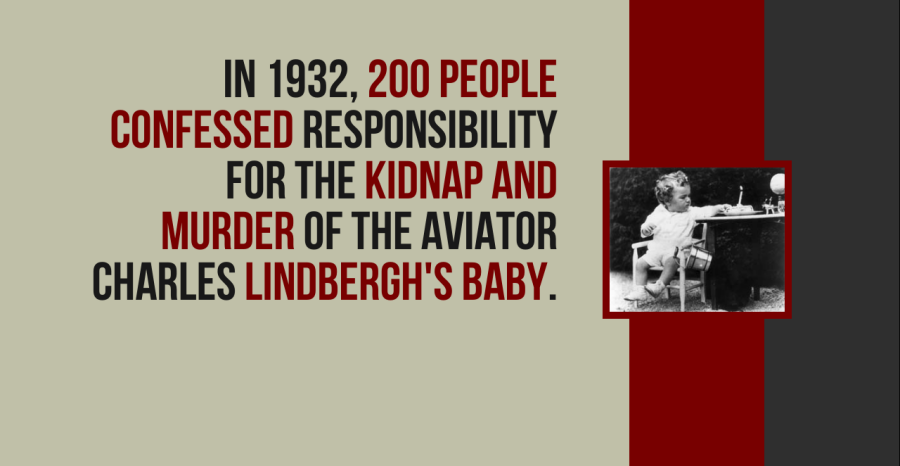 IN 1932, 200 PEOPLE
CONFESSED RESPONSIBILITY
FOR THE KIDNAP AND
MURDER OF THE AVIATOR
CHARLES LINDBERGH'S BABY.